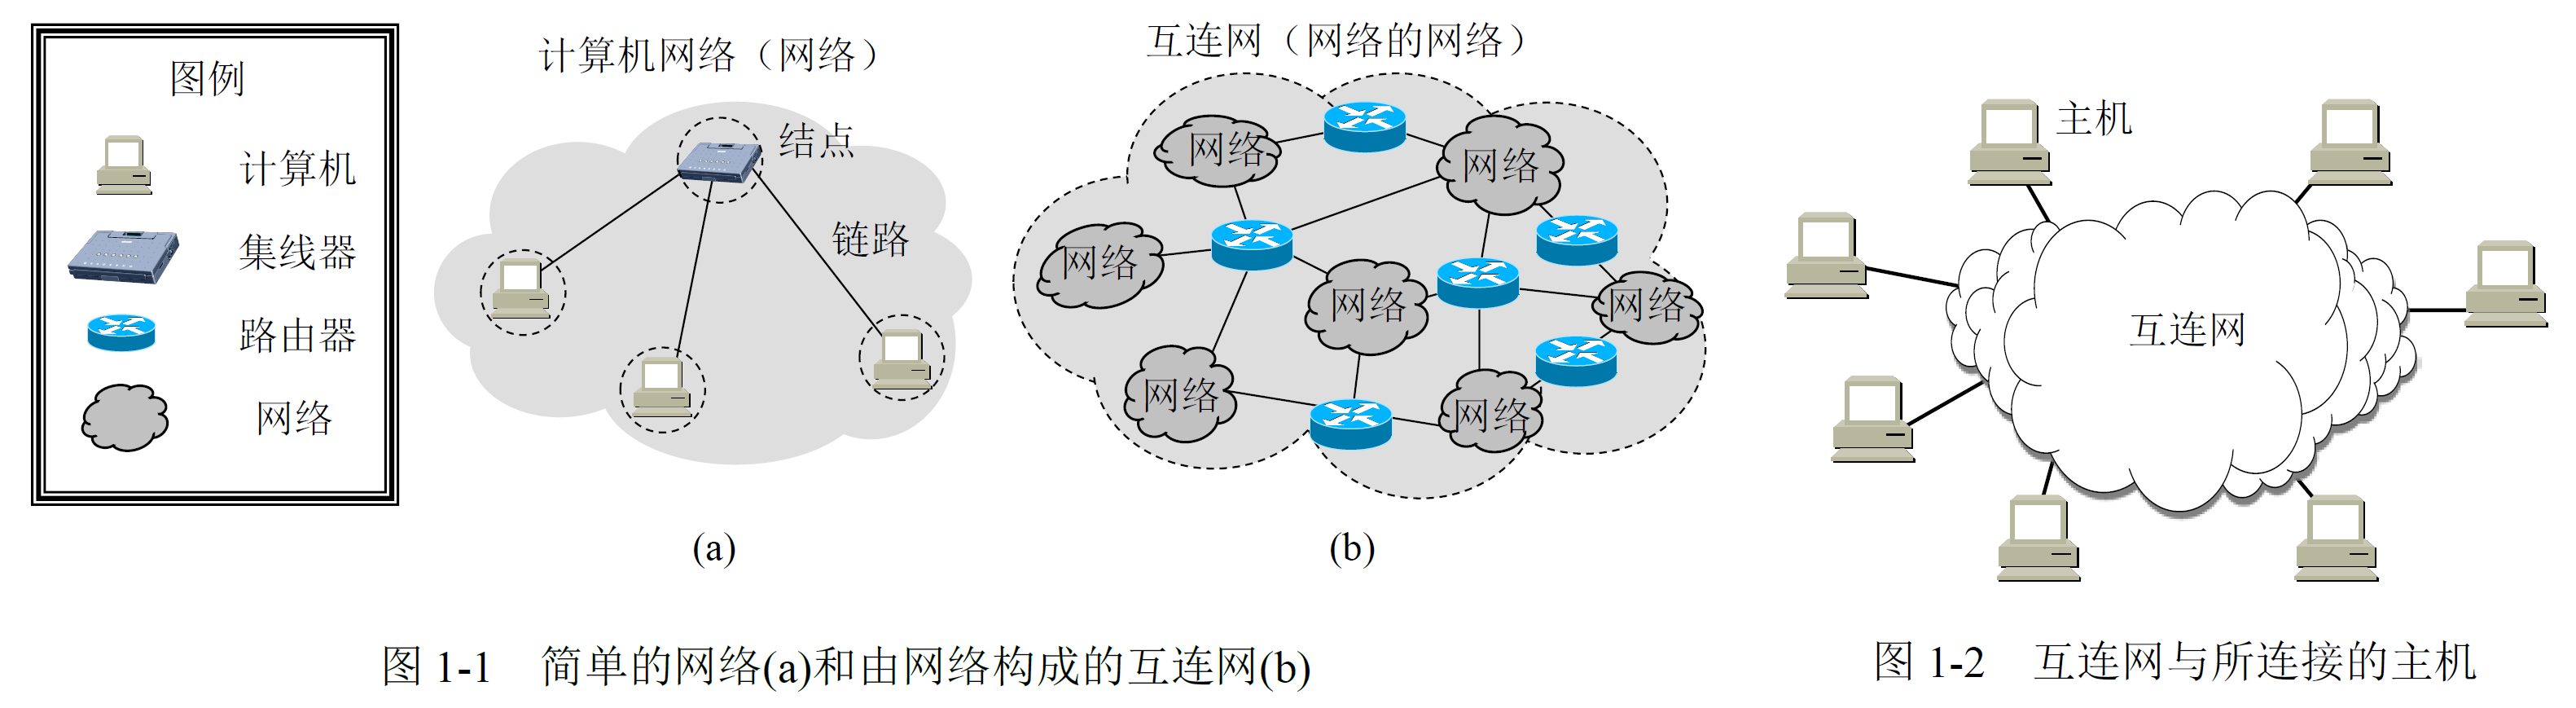 图例
计算机
集线器
路由器
网络
计算机网络（网络）
结点
链路
(a)
互连网（网络的网络）
网络
网络
网络
网络
网络
网络
网络
(b)
主机
互连网
图 1-1 简单的网络(a)和由网络构成的互连网(b)
图 1-2 互连网与所连接的主机